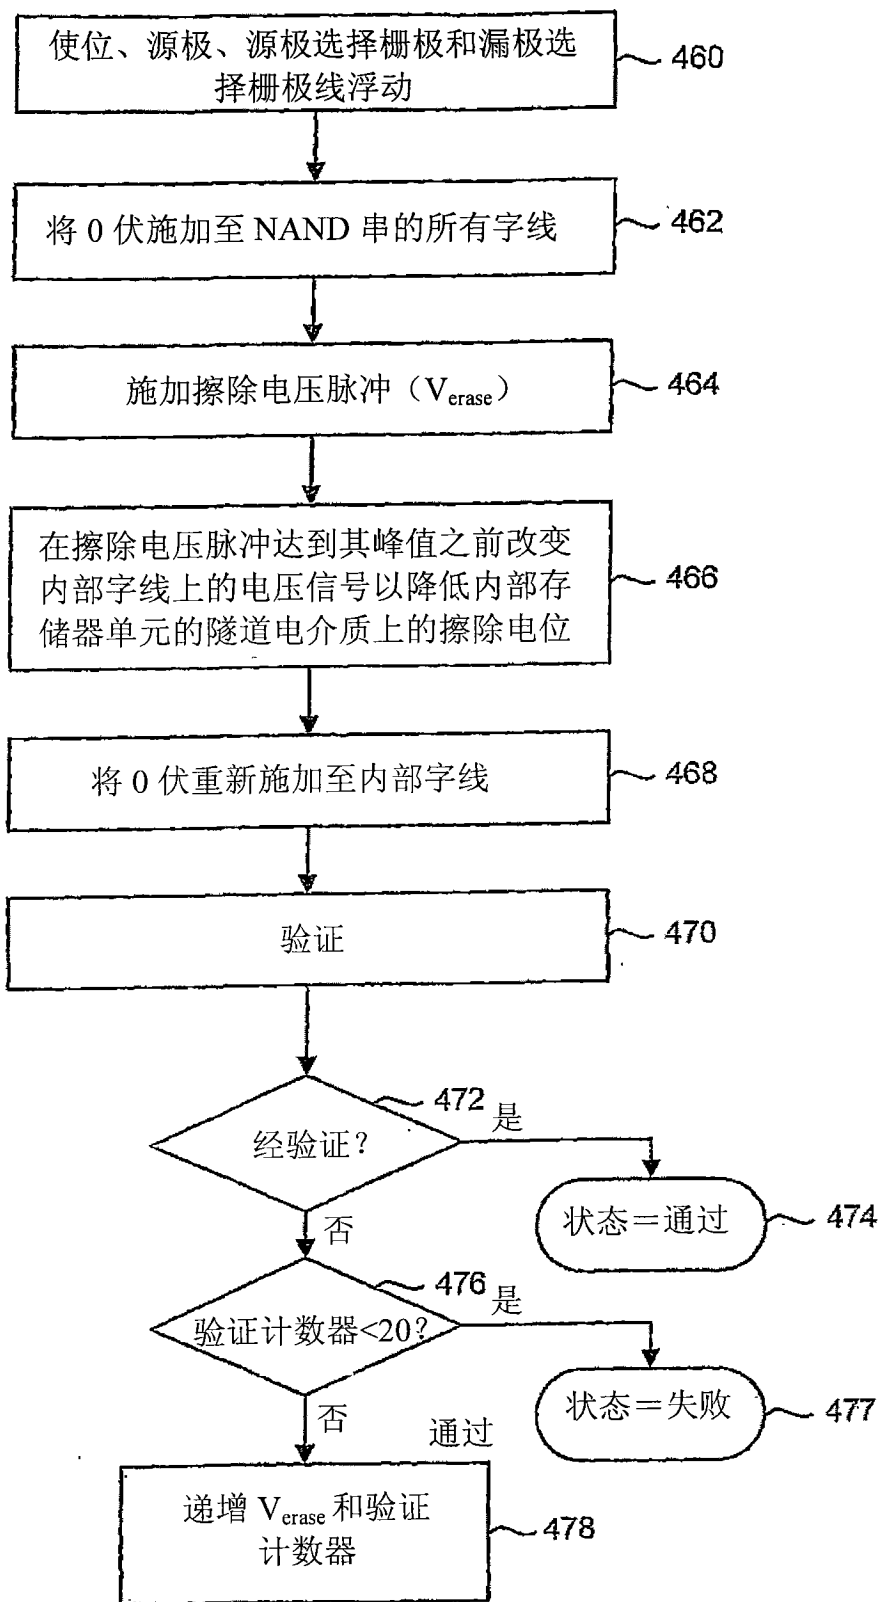 使位、源极、源极选择栅极和漏极选
择栅极线浮动
460
将 0 伏施加至 NAND 串的所有字线
462
施加擦除电压脉冲（Verase）
464
在擦除电压脉冲达到其峰值之前改变
内部字线上的电压信号以降低内部存
储器单元的隧道电介质上的擦除电位
466
将 0 伏重新施加至内部字线
468
验证
470
472
是
经验证？
状态＝通过
474
否
476
是
验证计数器<20？
状态＝失败
477
否
通过
递增 Verase 和验证
计数器
478